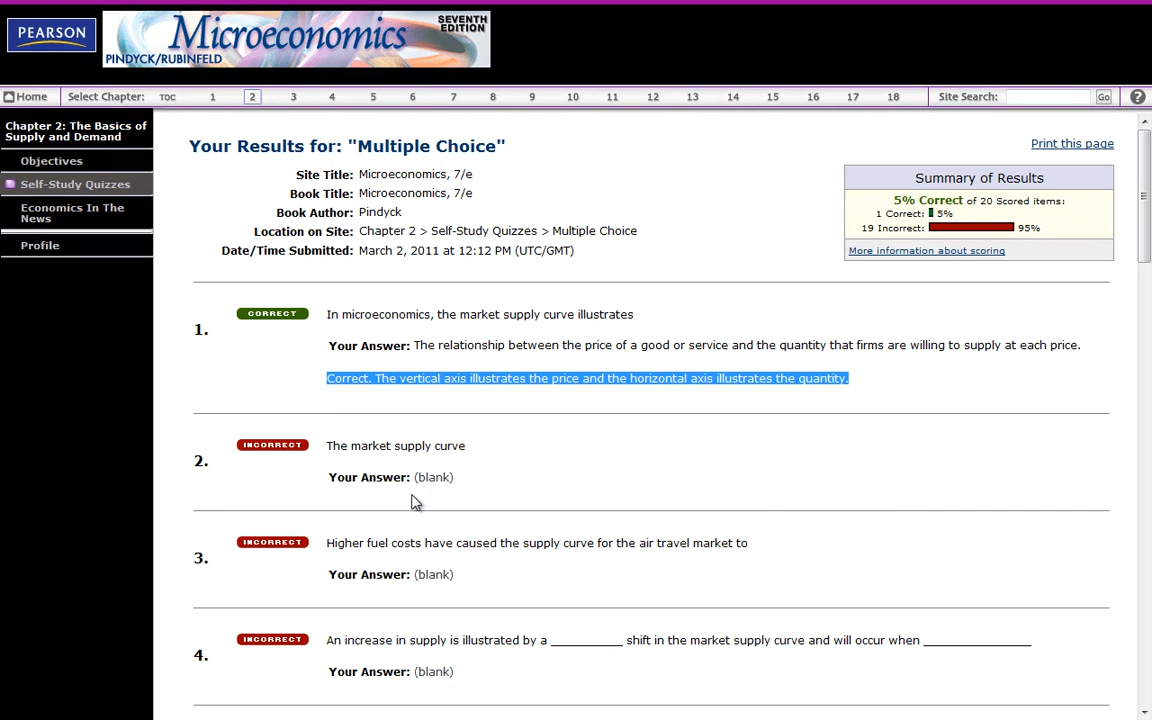 PEARSON
Microeconomics
SEVENTH
EDITION
PINDYCK/RUBINFELD
Home Select Chapter: TOC 1 2 3 4 5 6 7 8 9 10 11 12 13 14 15 16 17 18 Site Search: Go ?
Chapter 2: The Basics of
Supply and Demand
Objectives
Self-Study Quizzes
Economics In The
News
Profile
Your Results for: "Multiple Choice"
Print this page
Site Title: Microeconomics, 7/e
Book Title: Microeconomics, 7/e
Book Author: Pindyck
Location on Site: Chapter 2 > Self-Study Quizzes > Multiple Choice
Date/Time Submitted: March 2, 2011 at 12:12 PM (UTC/GMT)
Summary of Results
5% Correct of 20 Scored items:
1 Correct: 5%
19 Incorrect: 95%
More information about scoring
1. CORRECT In microeconomics, the market supply curve illustrates
Your Answer: The relationship between the price of a good or service and the quantity that firms are willing to supply at each price.
Correct. The vertical axis illustrates the price and the horizontal axis illustrates the quantity.
2. INCORRECT The market supply curve
Your Answer: (blank)
3. INCORRECT Higher fuel costs have caused the supply curve for the air travel market to
Your Answer: (blank)
4. INCORRECT An increase in supply is illustrated by a __________ shift in the market supply curve and will occur when _______________
Your Answer: (blank)